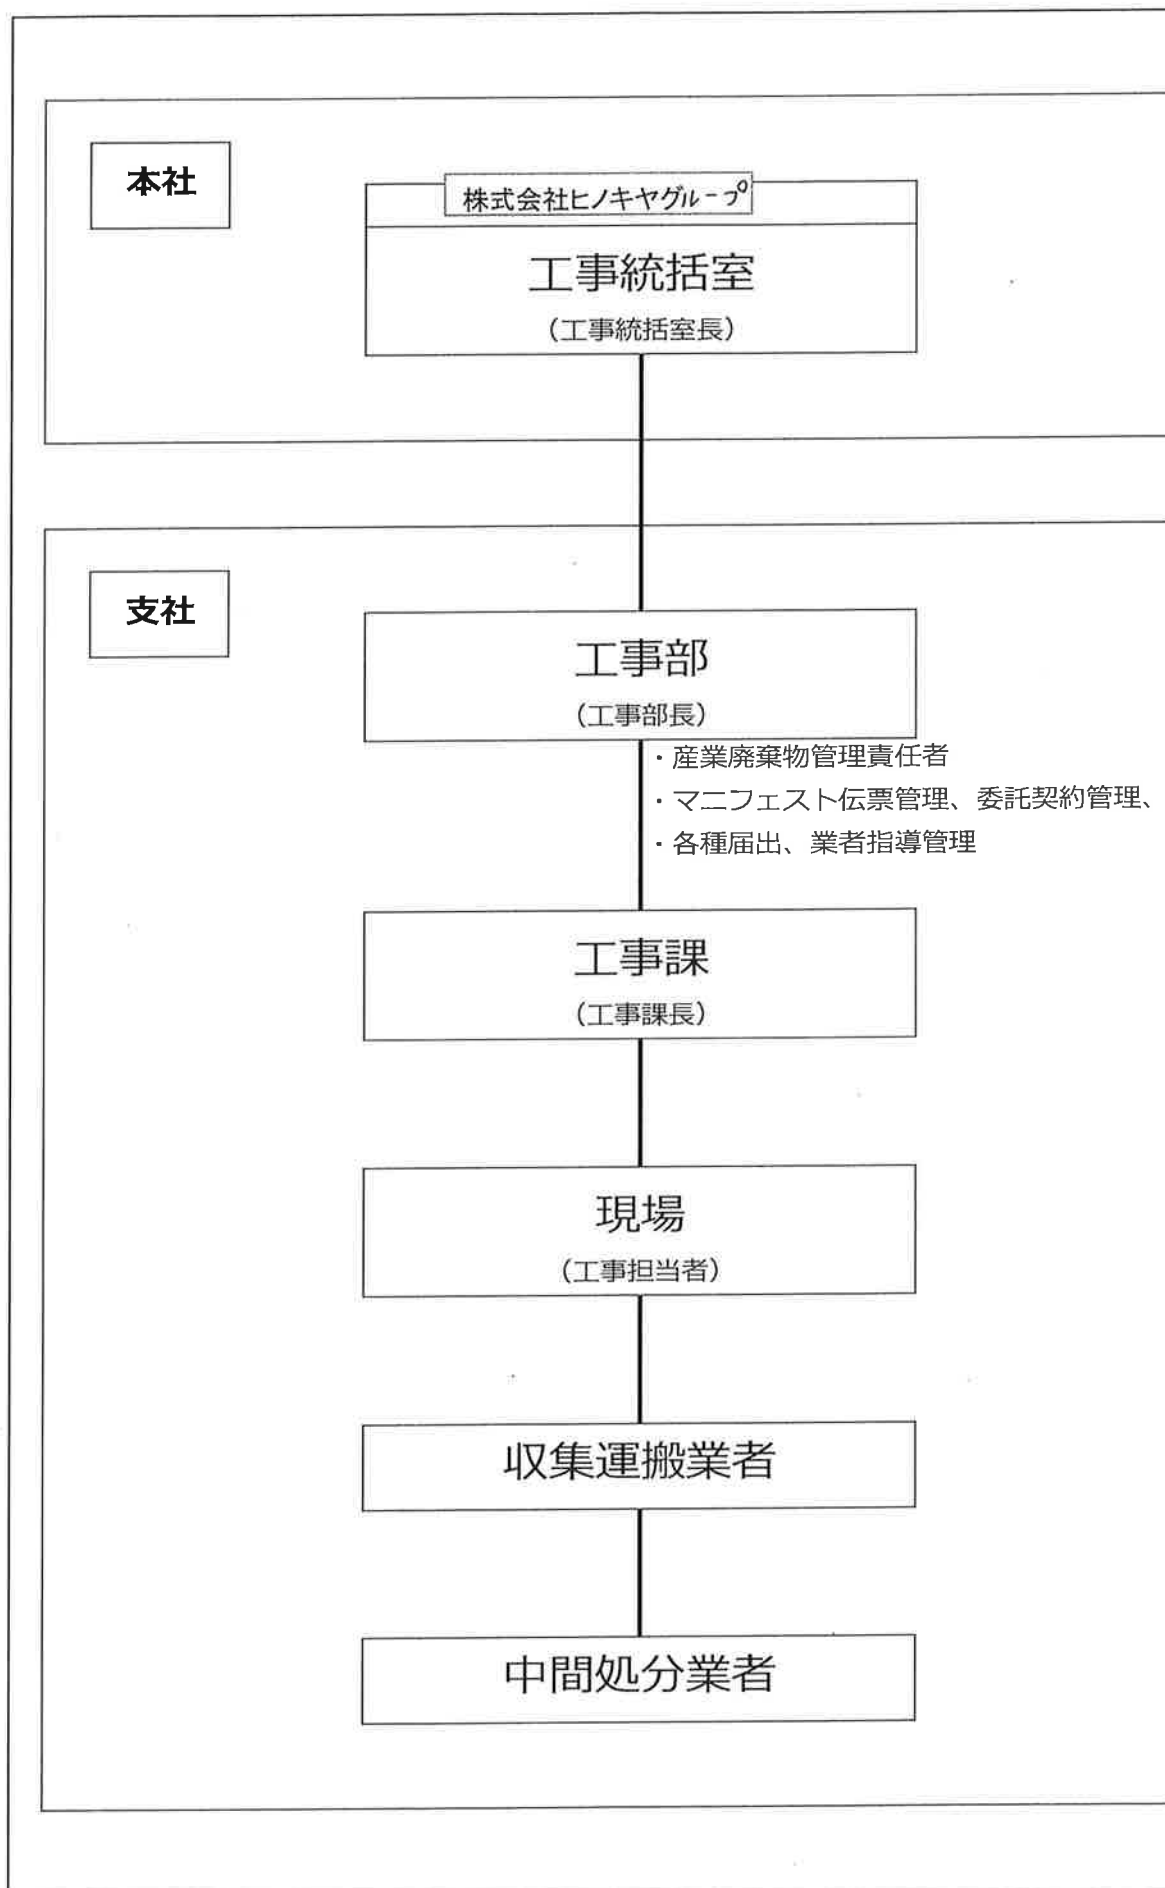 本社
株式会社ヒノキヤグループ
工事統括室
（工事統括室長）
支社
工事部
（工事部長）
・産業廃棄物管理責任者
・マニフェスト伝票管理、委託契約管理、
・各種届出、業者指導管理
工事課
（工事課長）
現場
（工事担当者）
収集運搬業者
中間処分業者